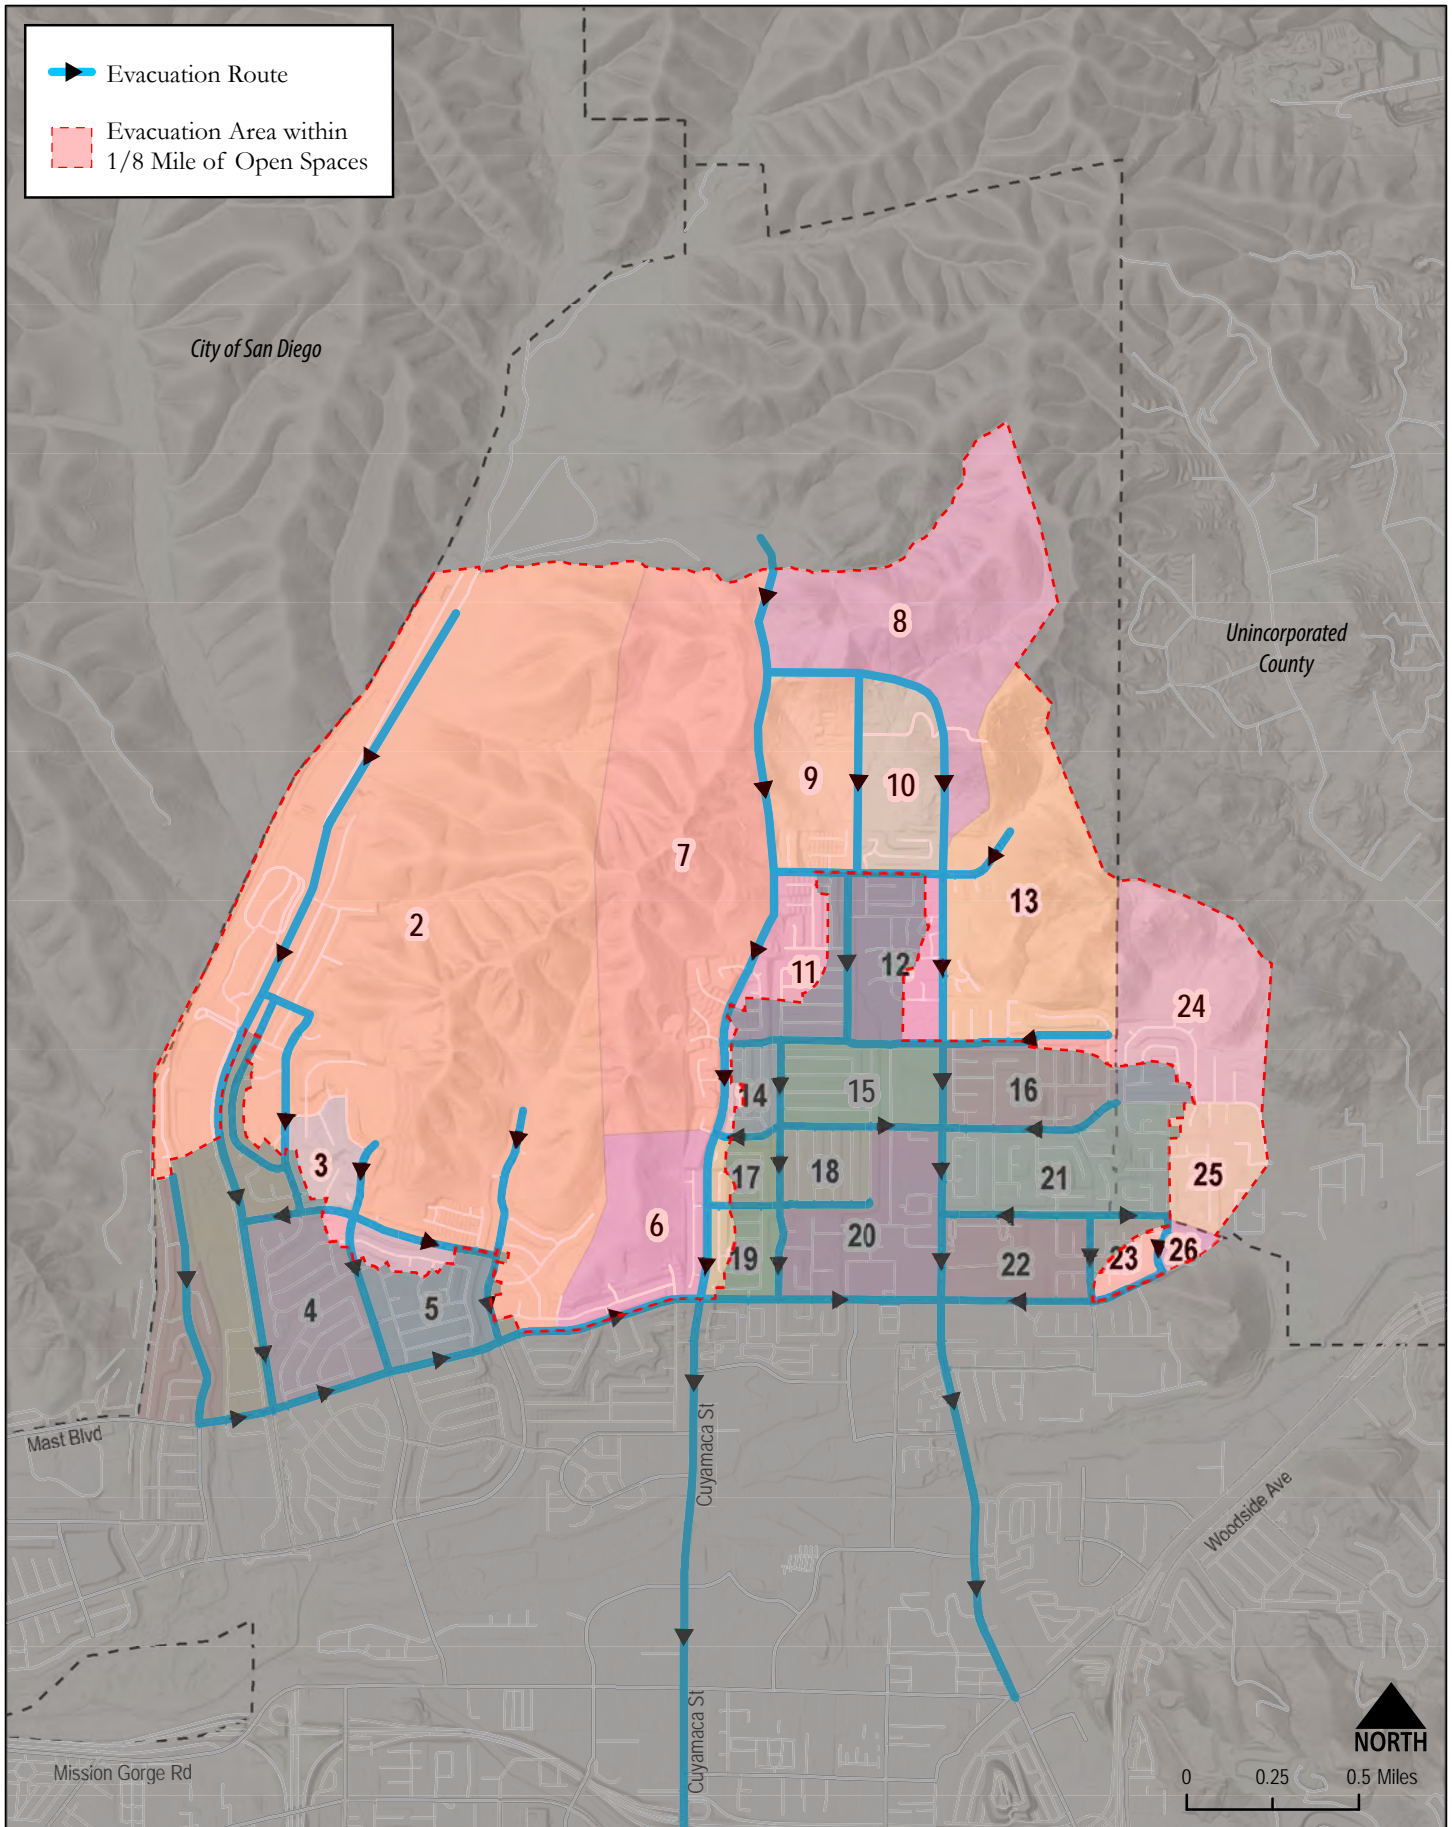 Evacuation Route
Evacuation Area within
1/8 Mile of Open Spaces
City of San Diego
Unincorporated
County
8
9
10
7
13
2
12
11
24
14
15
16
3
17
18
21
25
6
20
19
22
23
26
4
5
Mast Blvd
Cuyamaca St
Woodside Ave
Cuyamaca St
Mission Gorge Rd
NORTH
0 0.25 0.5 Miles